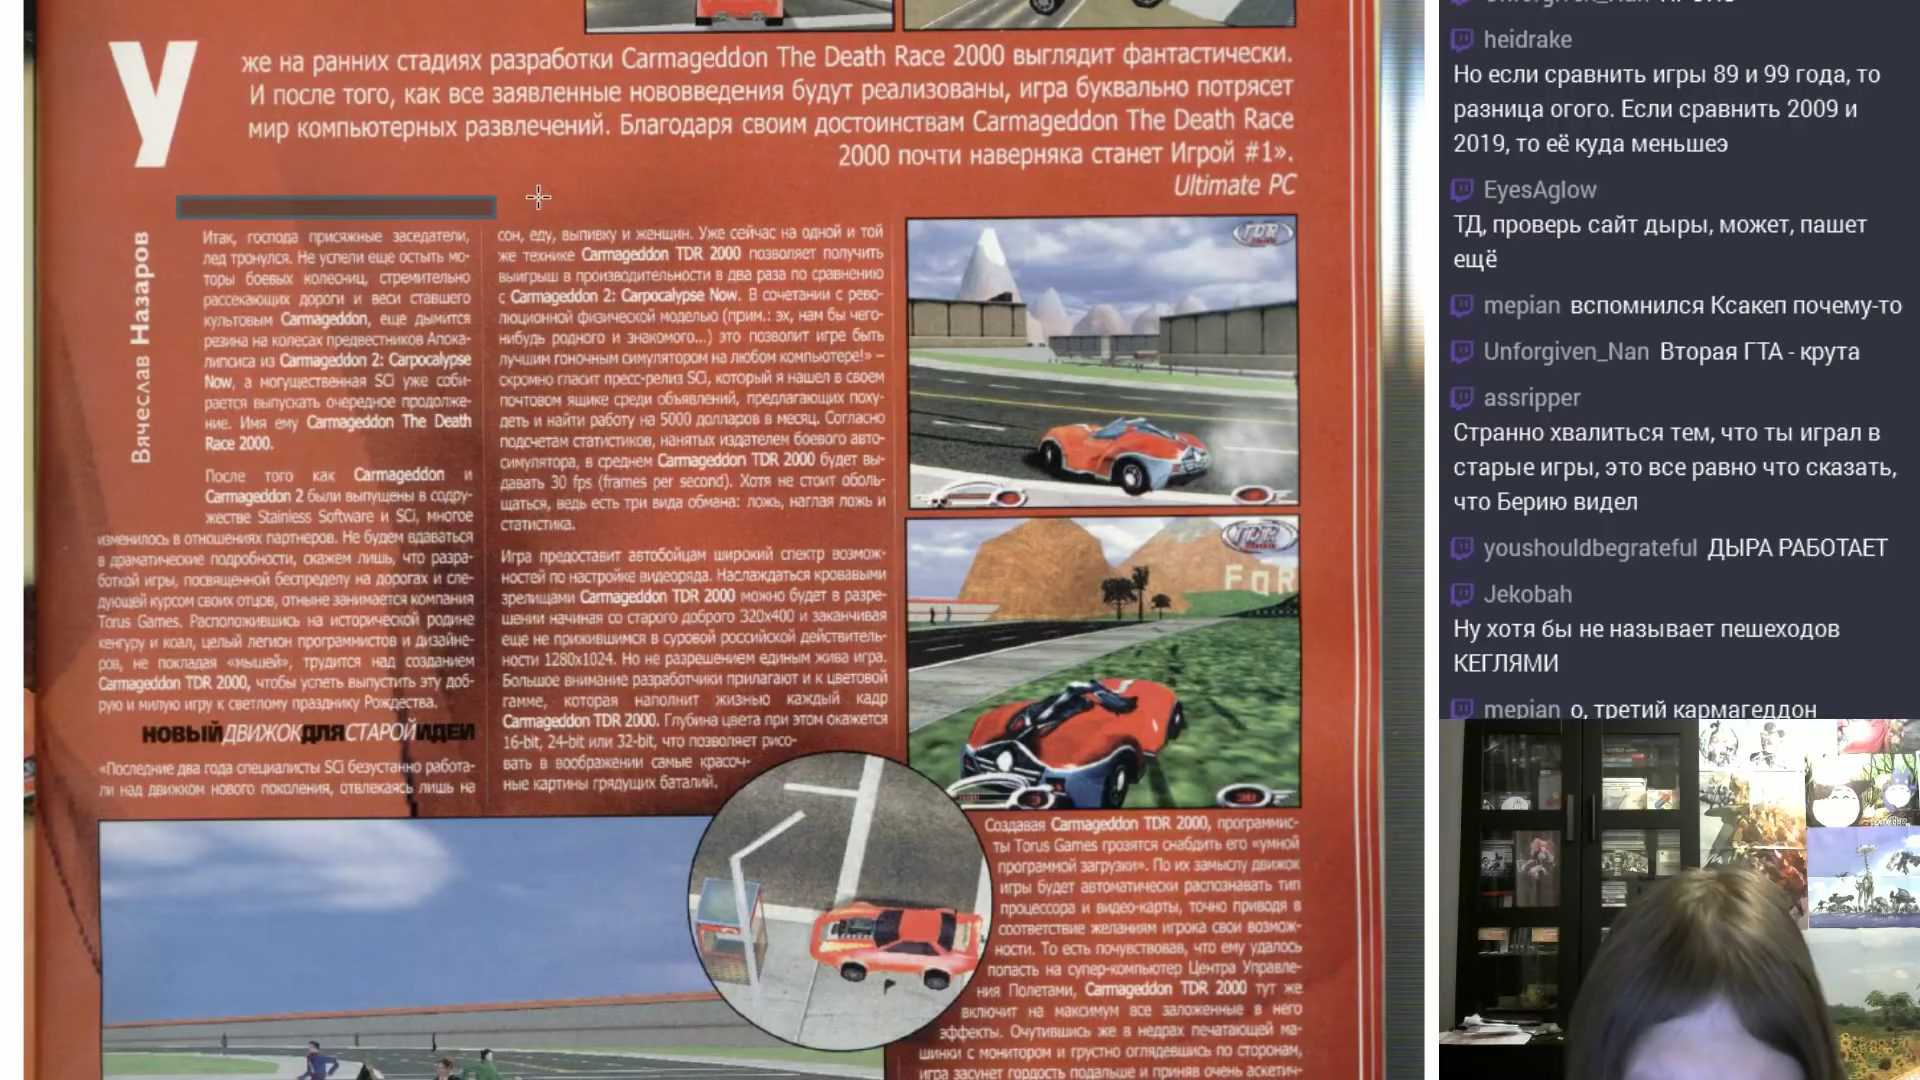 У
же на ранних стадиях разработки Carmageddon The Death Race 2000 выглядит фантастически.
И после того, как все заявленные нововведения будут реализованы, игра буквально потрясет
мир компьютерных развлечений. Благодаря своим достоинствам Carmageddon The Death Race
2000 почти наверняка станет Игрой #1».
Ultimate PC
Вячеслав Назаров
Итак, господа присяжные заседатели,
лед тронулся. Не успели еще остыть мо-
торы боевых колесниц, стремительно
рассекающих дороги и веси ставшего
культовым Carmageddon, еще дымится
резина на колесах предвестников Апока-
липсиса из Carmageddon 2: Carpocalypse
Now, а могущественная SCi уже соби-
рается выпускать очередное продолже-
ние. Имя ему Carmageddon The Death
Race 2000.
После того как Carmageddon и
Carmageddon 2 были выпущены в содру-
жестве Stainless Software и SCi, многое
изменилось в отношениях партнеров. Не будем вдаваться
в драматические подробности, скажем лишь, что разра-
боткой игры, посвященной беспределу на дорогах и сле-
дующей курсом своих отцов, отныне занимается компания
Torus Games. Расположившись на исторической родине
кенгуру и коал, целый легион программистов и дизайне-
ров, не покладая «мышей», трудится над созданием
Carmageddon TDR 2000, чтобы успеть выпустить эту доб-
рую и милую игру к светлому празднику Рождества.
НОВЫЙ ДВИЖОК ДЛЯ СТАРОЙ ИДЕИ
«Последние два года специалисты SCi безустанно работа-
ли над движком нового поколения, отвлекаясь лишь на
сон, еду, выпивку и женщин. Уже сейчас на одной и той
же технике Carmageddon TDR 2000 позволяет получить
выигрыш в производительности в два раза по сравнению
с Carmageddon 2: Carpocalypse Now. В сочетании с рево-
люционной физической моделью (прим.: эх, нам бы чего-
нибудь родного и знакомого...) это позволит игре быть
лучшим гоночным симулятором на любом компьютере!» –
скромно гласит пресс-релиз SCi, который я нашел в своем
почтовом ящике среди объявлений, предлагающих поху-
деть и найти работу на 5000 долларов в месяц. Согласно
подсчетам статистиков, нанятых издателем боевого авто-
симулятора, в среднем Carmageddon TDR 2000 будет вы-
давать 30 fps (frames per second). Хотя не стоит оболь-
щаться, ведь есть три вида обмана: ложь, наглая ложь и
статистика.
Игра предоставит автобойцам широкий спектр возмож-
ностей по настройке видеоряда. Наслаждаться кровавыми
зрелищами Carmageddon TDR 2000 можно будет в разре-
шении начиная со старого доброго 320x400 и заканчивая
еще не прижившимся в суровой российской действитель-
ности 1280x1024. Но не разрешением единым жива игра.
Большое внимание разработчики прилагают и к цветовой
гамме, которая наполнит жизнью каждый кадр
Carmageddon TDR 2000. Глубина цвета при этом окажется
16-bit, 24-bit или 32-bit, что позволяет рисо-
вать в воображении самые красоч-
ные картины грядущих баталий.
TDR
TDR
FOR
Создавая Carmageddon TDR 2000, программис-
ты Torus Games грозятся снабдить его «умной
программой загрузки». По их замыслу движок
игры будет автоматически распознавать тип
процессора и видео-карты, точно приводя в
соответствие желаниям игрока свои возмож-
ности. То есть почувствовав, что ему удалось
попасть на супер-компьютер Центра Управле-
ния Полетами, Carmageddon TDR 2000 тут же
включит на максимум все заложенные в него
эффекты. Очутившись же в недрах печатающей ма-
шинки с монитором и грустно оглядевшись по сторонам,
игра засунет гордость подальше и приняв очень аскетич-
heidrake
Но если сравнить игры 89 и 99 года, то
разница огого. Если сравнить 2009 и
2019, то её куда меньшеэ
EyesAglow
ТД, проверь сайт дыры, может, пашет
ещё
mepian вспомнился Ксакеп почему-то
Unforgiven_Nan Вторая ГТА - крута
assripper
Странно хвалиться тем, что ты играл в
старые игры, это все равно что сказать,
что Берию видел
youshouldbegrateful ДЫРА РАБОТАЕТ
Jekobah
Ну хотя бы не называет пешеходов
КЕГЛЯМИ
mepian о, третий кармагеддон